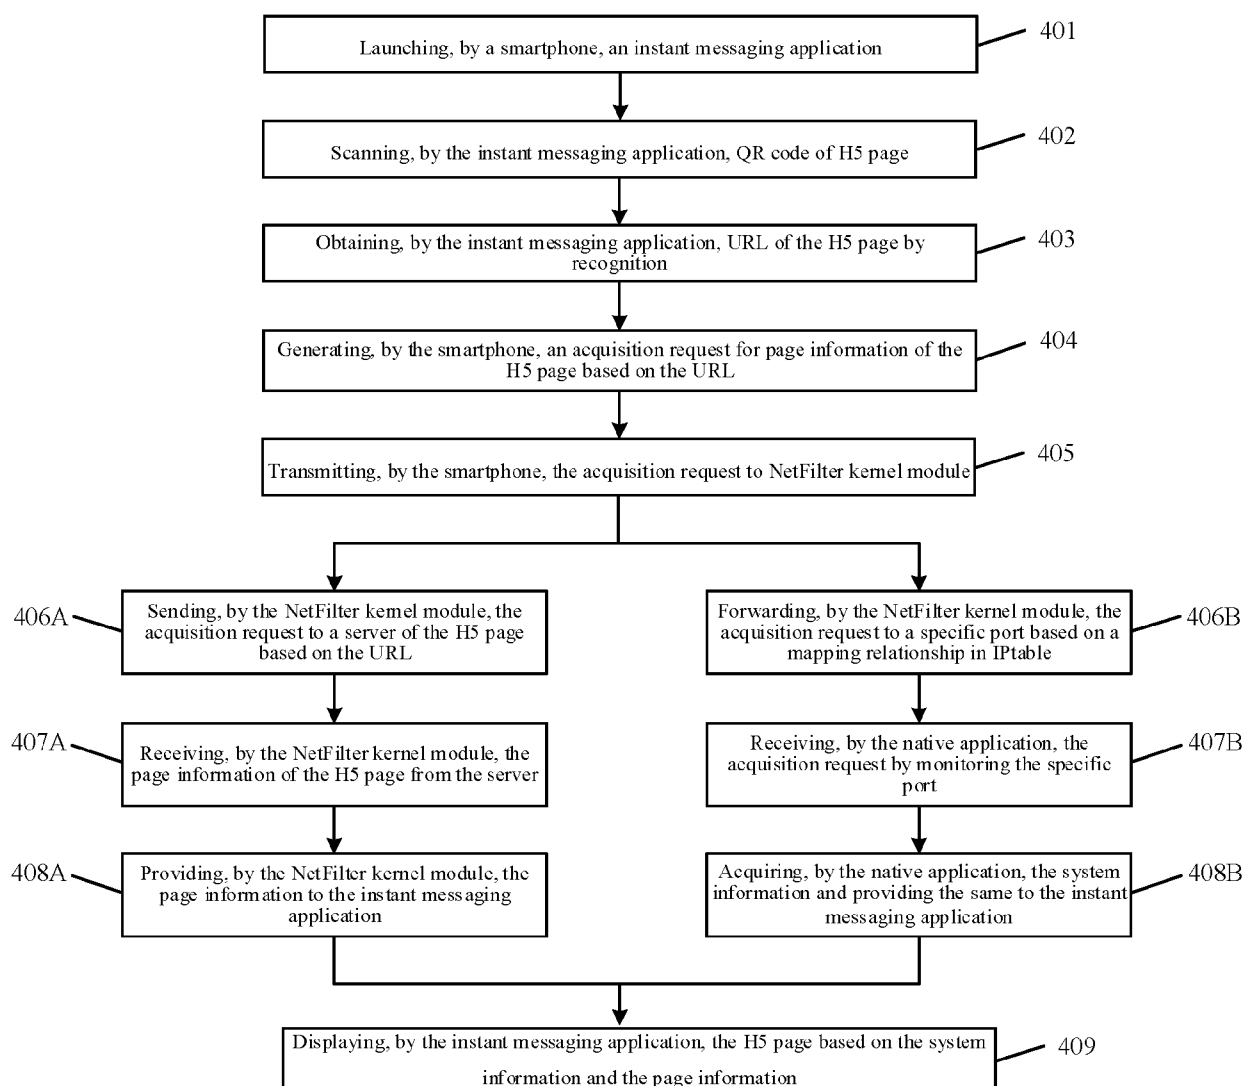 Launching, by a smartphone, an instant messaging application
401
Scanning, by the instant messaging application, QR code of H5 page
402
Obtaining, by the instant messaging application, URL of the H5 page by
recognition
403
Generating, by the smartphone, an acquisition request for page information of the
H5 page based on the URL
404
Transmitting, by the smartphone, the acquisition request to NetFilter kernel module
405
406A
Sending, by the NetFilter kernel module, the
acquisition request to a server of the H5 page
based on the URL
Forwarding, by the NetFilter kernel module, the
acquisition request to a specific port based on a
mapping relationship in IPtable
406B
407A
Receiving, by the NetFilter kernel module, the
page information of the H5 page from the server
Receiving, by the native application, the
acquisition request by monitoring the specific
port
407B
408A
Providing, by the NetFilter kernel module, the
page information to the instant messaging
application
Acquiring, by the native application, the system
information and providing the same to the instant
messaging application
408B
Displaying, by the instant messaging application, the H5 page based on the system
information and the page information
409